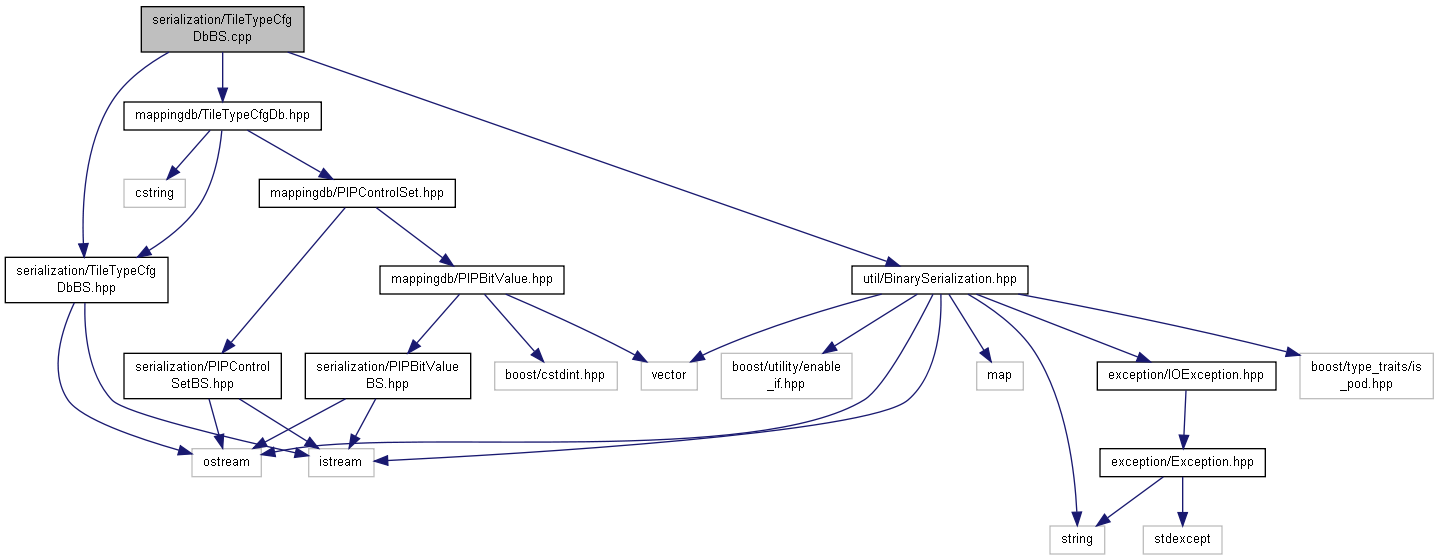 serialization/TileTypeCfg
DbBS.cpp
mappingdb/TileTypeCfgDb.hpp
cstring
mappingdb/PIPControlSet.hpp
serialization/TileTypeCfg
DbBS.hpp
mappingdb/PIPBitValue.hpp
util/BinarySerialization.hpp
serialization/PIPControl
SetBS.hpp
serialization/PIPBitValue
BS.hpp
boost/cstdint.hpp
vector
boost/utility/enable
_if.hpp
map
exception/IOException.hpp
boost/type_traits/is
_pod.hpp
ostream
istream
exception/Exception.hpp
string
stdexcept